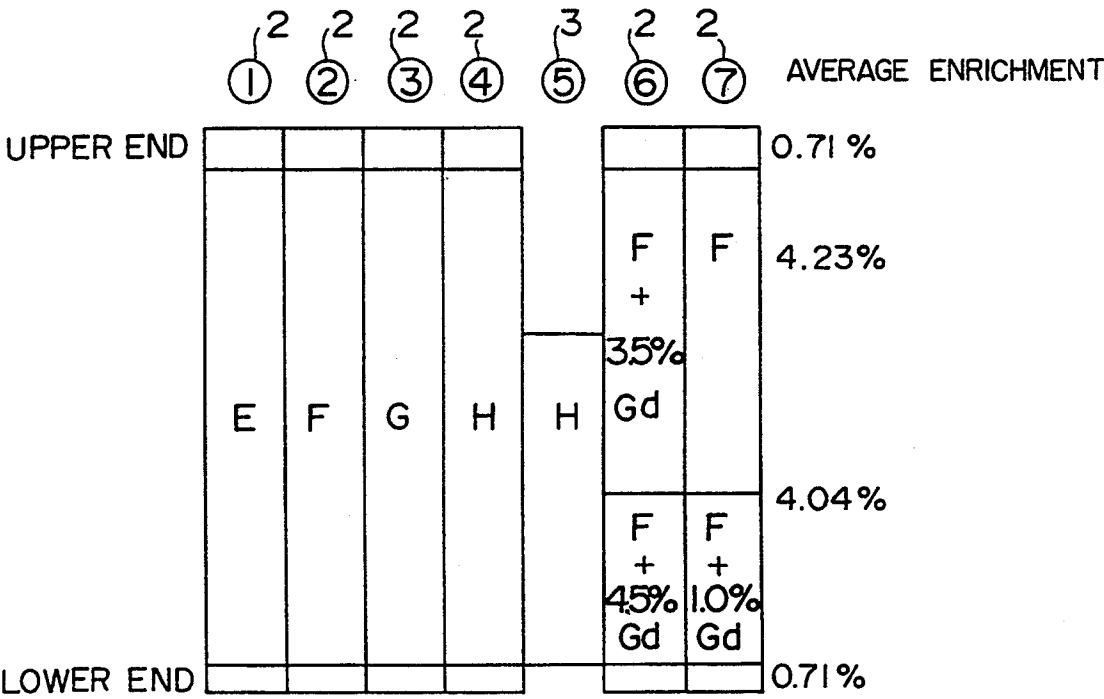 2 2 2 2 3 2 2
1 2 3 4 5 6 7 AVERAGE ENRICHMENT
UPPER END 0.71%
F F 4.23%
+
3.5%
E F G H H Gd
4.04%
F F
+ +
4.5% 1.0%
Gd Gd
LOWER END 0.71%